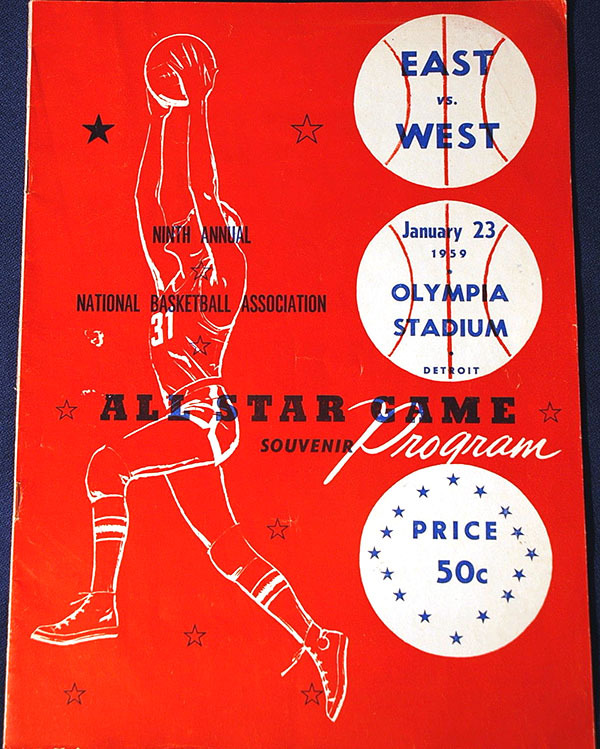 EAST
vs.
WEST
January 23
1959
OLYMPIA
STADIUM
DETROIT
NINTH ANNUAL
NATIONAL BASKETBALL ASSOCIATION
31
ALL STAR GAME
SOUVENIR Program
PRICE
50c